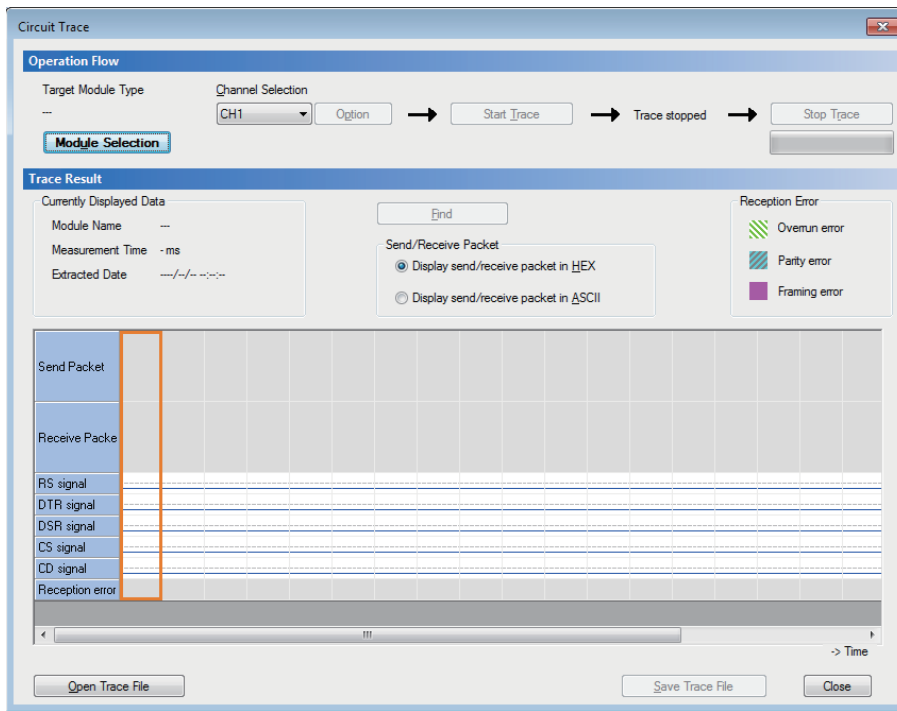 Circuit Trace
Operation Flow
Target Module Type
---
Module Selection
Channel Selection
CH1
Option
Start Trace
Trace stopped
Stop Trace
Trace Result
Currently Displayed Data
Module Name ---
Measurement Time - ms
Extracted Date ----/--/-- --:--:--
Find
Send/Receive Packet
Display send/receive packet in HEX
Display send/receive packet in ASCII
Reception Error
Overrun error
Parity error
Framing error
Send Packet
Receive Packe
RS signal
DTR signal
DSR signal
CS signal
CD signal
Reception error
-> Time
Open Trace File
Save Trace File
Close